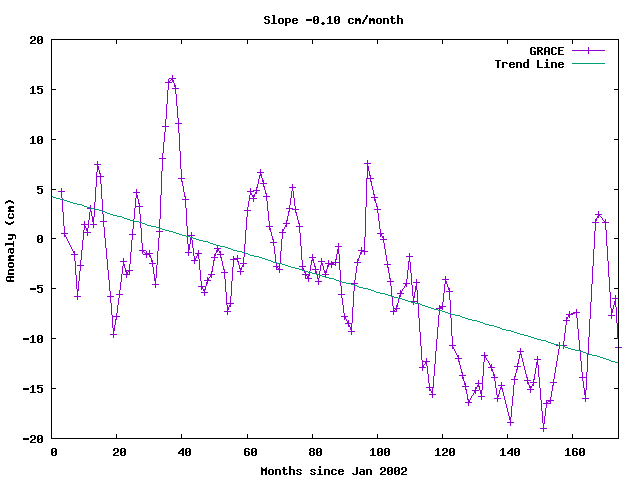 Slope -0.10 cm/month
20
15
10
5
0
-5
-10
-15
-20
0 20 40 60 80 100 120 140 160
Anomaly (cm)
Months since Jan 2002
GRACE
Trend Line